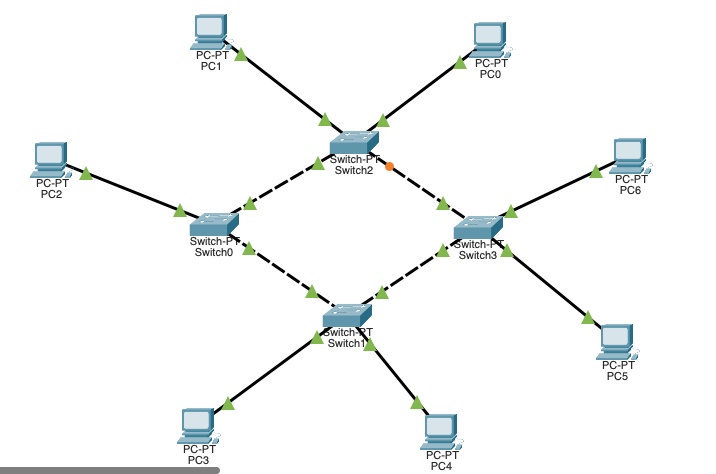 PC-PT
PC1
PC-PT
PC0
Switch-PT
Switch2
PC-PT
PC2
PC-PT
PC6
Switch-PT
Switch0
Switch-PT
Switch3
Switch-PT
Switch1
PC-PT
PC5
PC-PT
PC3
PC-PT
PC4